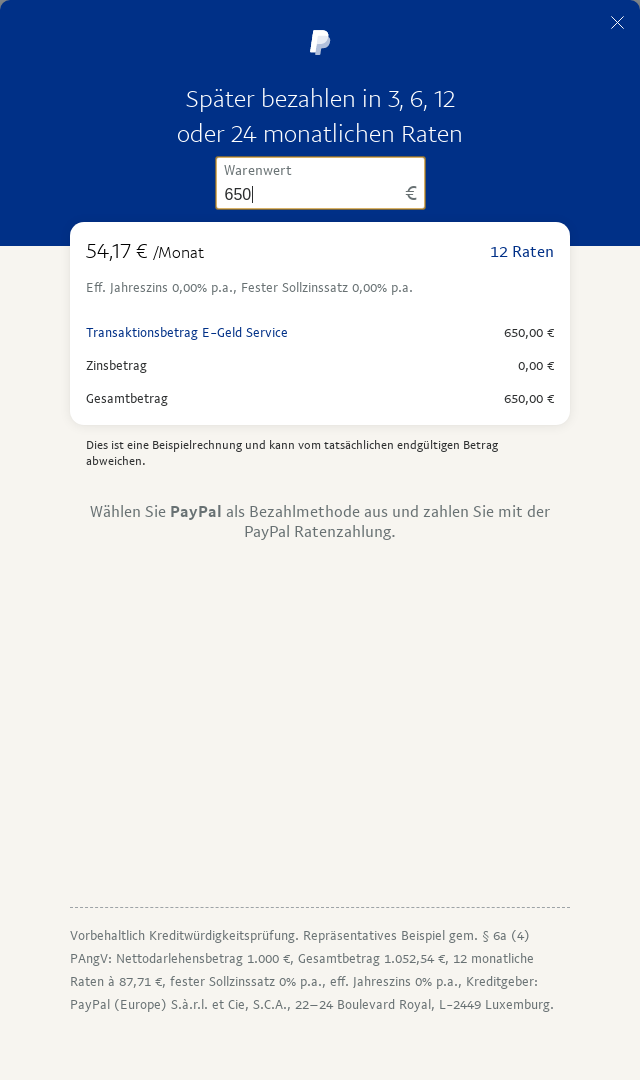 Später bezahlen in 3, 6, 12
oder 24 monatlichen Raten
Warenwert
650 €
54,17 € /Monat 12 Raten
Eff. Jahreszins 0,00% p.a., Fester Sollzinssatz 0,00% p.a.
Transaktionsbetrag E-Geld Service 650,00 €
Zinsbetrag 0,00 €
Gesamtbetrag 650,00 €
Dies ist eine Beispielrechnung und kann vom tatsächlichen endgültigen Betrag
abweichen.
Wählen Sie PayPal als Bezahlmethode aus und zahlen Sie mit der
PayPal Ratenzahlung.
Vorbehaltlich Kreditwürdigkeitsprüfung. Repräsentatives Beispiel gem. § 6a (4)
PAngV: Nettodarlehensbetrag 1.000 €, Gesamtbetrag 1.052,54 €, 12 monatliche
Raten à 87,71 €, fester Sollzinssatz 0% p.a., eff. Jahreszins 0% p.a., Kreditgeber:
PayPal (Europe) S.à.r.l. et Cie, S.C.A., 22–24 Boulevard Royal, L-2449 Luxemburg.